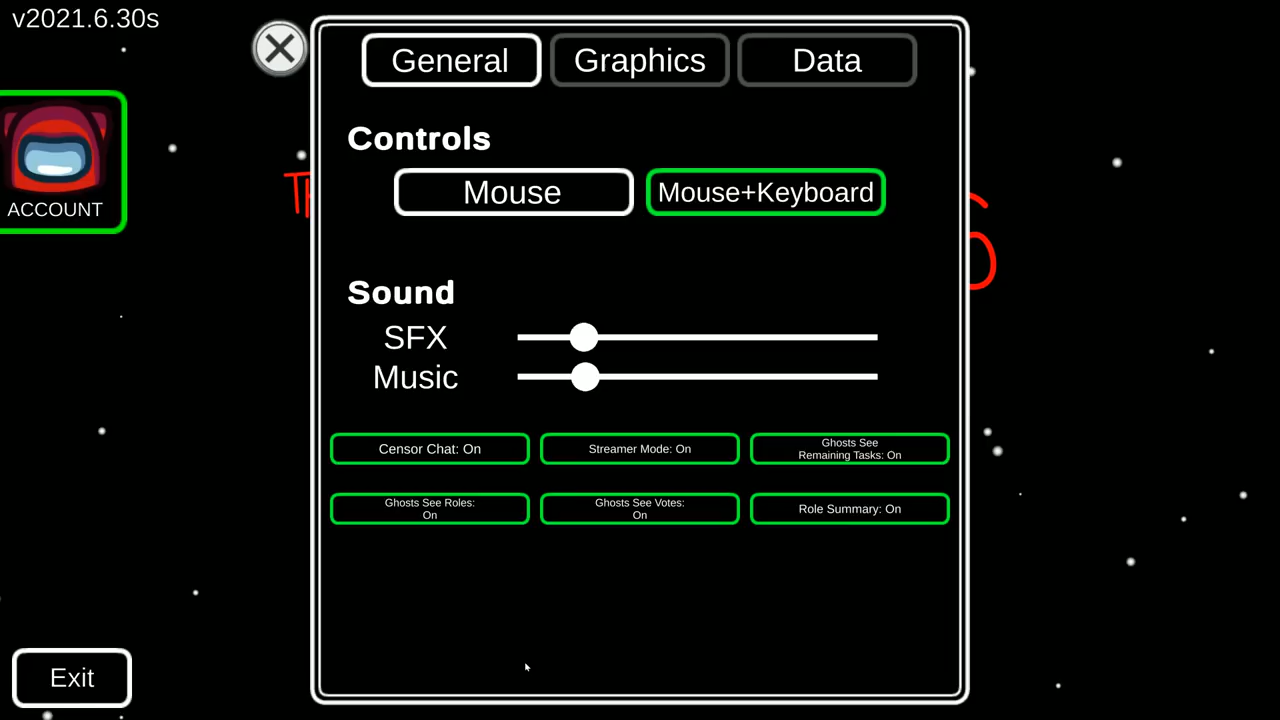 v2021.6.30s
General
Graphics
Data
Controls
ACCOUNT
Mouse
Mouse+Keyboard
Sound
SFX
Music
Censor Chat: On
Streamer Mode: On
Ghosts See
Remaining Tasks: On
Ghosts See Roles:
On
Ghosts See Votes:
On
Role Summary: On
Exit